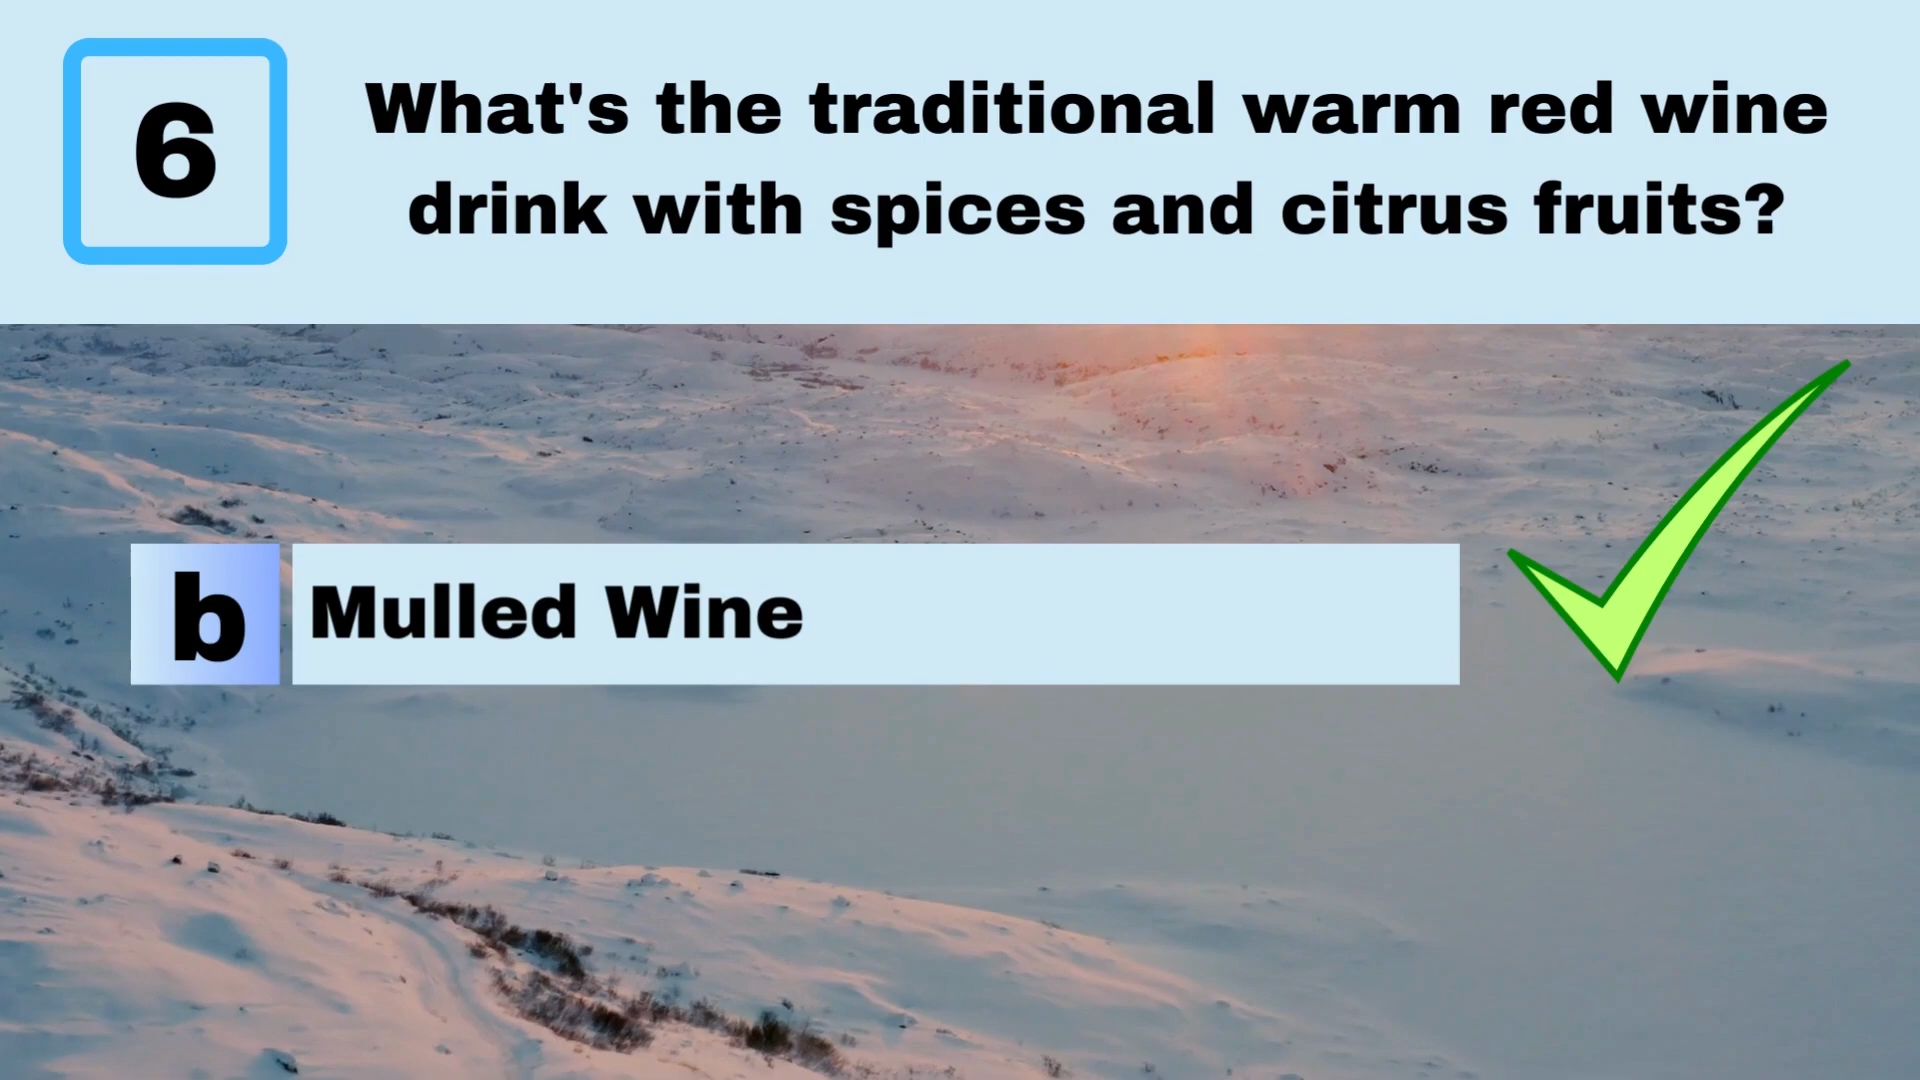 6
What's the traditional warm red wine
drink with spices and citrus fruits?
b
Mulled Wine